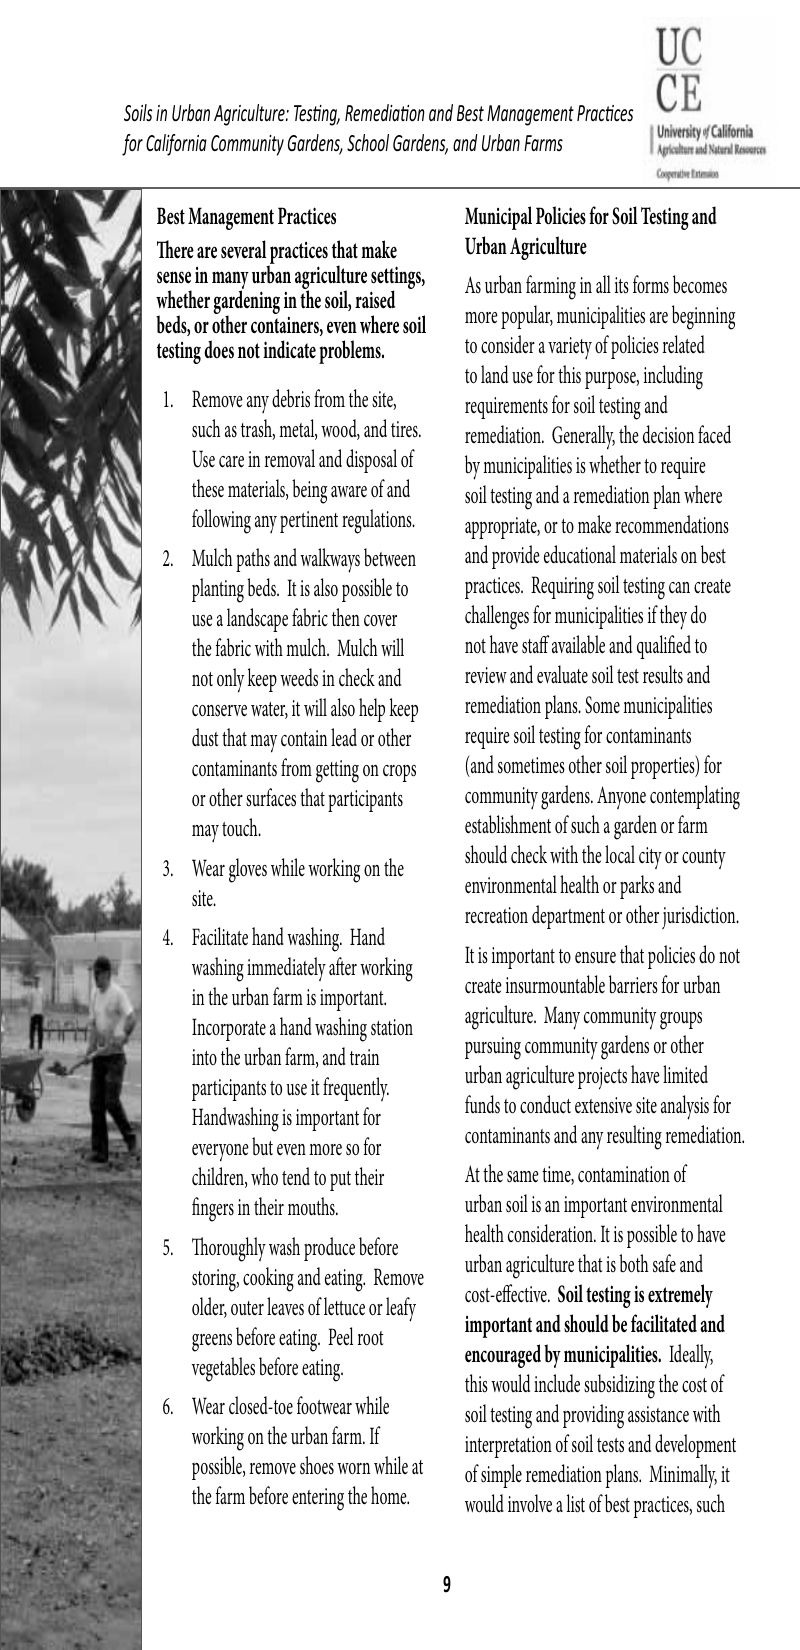 UC
CE
University of California
Agriculture and Natural Resources
Cooperative Extension
Soils in Urban Agriculture: Testing, Remediation and Best Management Practices
for California Community Gardens, School Gardens, and Urban Farms
Best Management Practices
There are several practices that make
sense in many urban agriculture settings,
whether gardening in the soil, raised
beds, or other containers, even where soil
testing does not indicate problems.
1. Remove any debris from the site,
such as trash, metal, wood, and tires.
Use care in removal and disposal of
these materials, being aware of and
following any pertinent regulations.
2. Mulch paths and walkways between
planting beds. It is also possible to
use a landscape fabric then cover
the fabric with mulch. Mulch will
not only keep weeds in check and
conserve water, it will also help keep
dust that may contain lead or other
contaminants from getting on crops
or other surfaces that participants
may touch.
3. Wear gloves while working on the
site.
4. Facilitate hand washing. Hand
washing immediately after working
in the urban farm is important.
Incorporate a hand washing station
into the urban farm, and train
participants to use it frequently.
Handwashing is important for
everyone but even more so for
children, who tend to put their
fingers in their mouths.
5. Thoroughly wash produce before
storing, cooking and eating. Remove
older, outer leaves of lettuce or leafy
greens before eating. Peel root
vegetables before eating.
6. Wear closed-toe footwear while
working on the urban farm. If
possible, remove shoes worn while at
the farm before entering the home.
Municipal Policies for Soil Testing and
Urban Agriculture
As urban farming in all its forms becomes
more popular, municipalities are beginning
to consider a variety of policies related
to land use for this purpose, including
requirements for soil testing and
remediation. Generally, the decision faced
by municipalities is whether to require
soil testing and a remediation plan where
appropriate, or to make recommendations
and provide educational materials on best
practices. Requiring soil testing can create
challenges for municipalities if they do
not have staff available and qualified to
review and evaluate soil test results and
remediation plans. Some municipalities
require soil testing for contaminants
(and sometimes other soil properties) for
community gardens. Anyone contemplating
establishment of such a garden or farm
should check with the local city or county
environmental health or parks and
recreation department or other jurisdiction.
It is important to ensure that policies do not
create insurmountable barriers for urban
agriculture. Many community groups
pursuing community gardens or other
urban agriculture projects have limited
funds to conduct extensive site analysis for
contaminants and any resulting remediation.
At the same time, contamination of
urban soil is an important environmental
health consideration. It is possible to have
urban agriculture that is both safe and
cost-effective. Soil testing is extremely
important and should be facilitated and
encouraged by municipalities. Ideally,
this would include subsidizing the cost of
soil testing and providing assistance with
interpretation of soil tests and development
of simple remediation plans. Minimally, it
would involve a list of best practices, such
9